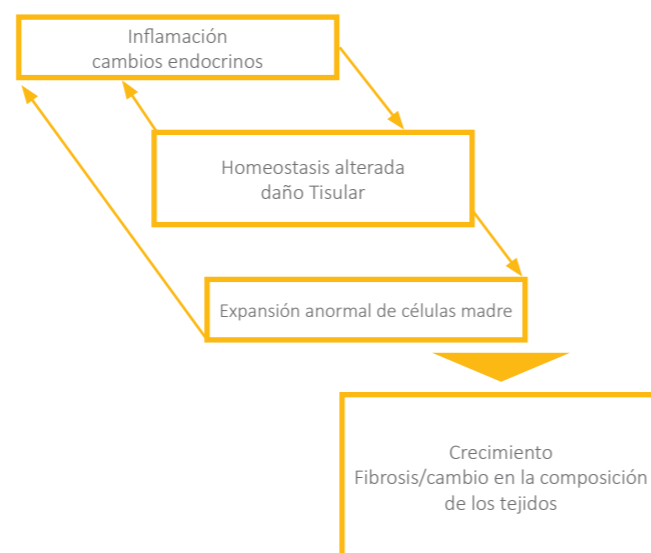 Inflamación
cambios endocrinos
Homeostasis alterada
daño Tisular
Expansión anormal de células madre
Crecimiento
Fibrosis/cambio en la composición
de los tejidos